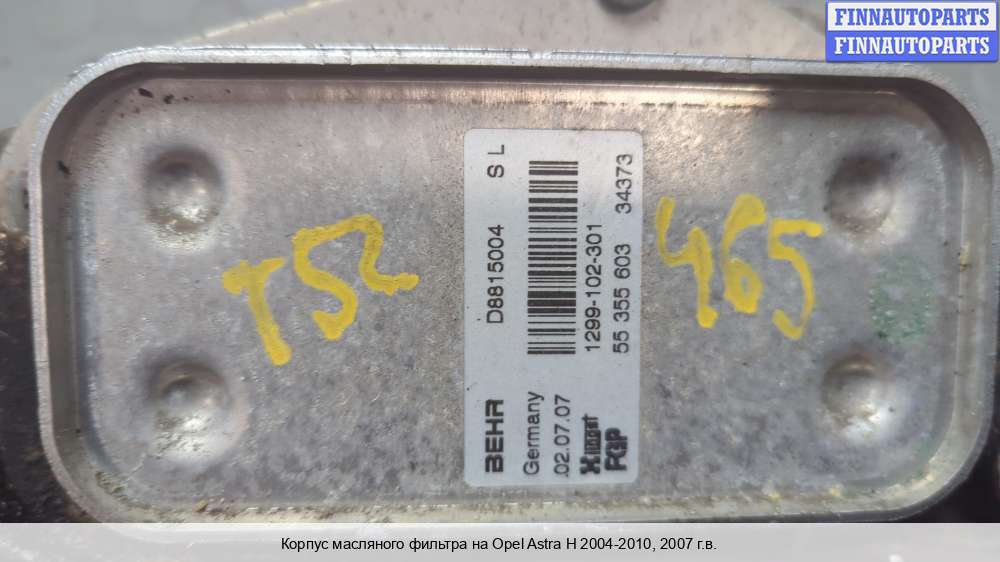 FINNAUTOPARTS
FINNAUTOPARTS
T52
465
BEHR D8815004 S L
Germany
.02.07.07
1299-102-301
55 355 603 34373
Корпус масляного фильтра на Opel Astra H 2004-2010, 2007 г.в.